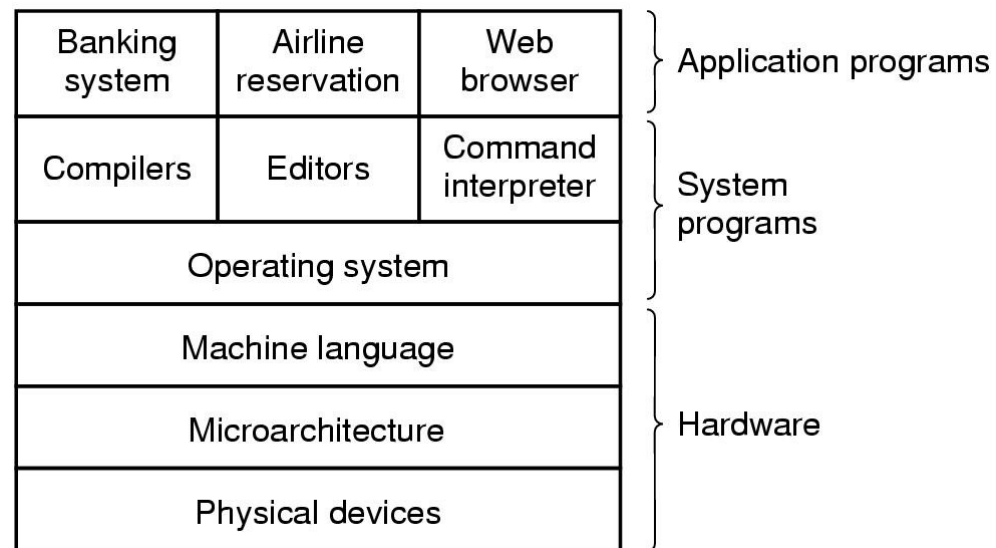 Banking
system
Airline
reservation
Web
browser
Application programs
Compilers
Editors
Command
interpreter
System
programs
Operating system
Machine language
Microarchitecture
Hardware
Physical devices